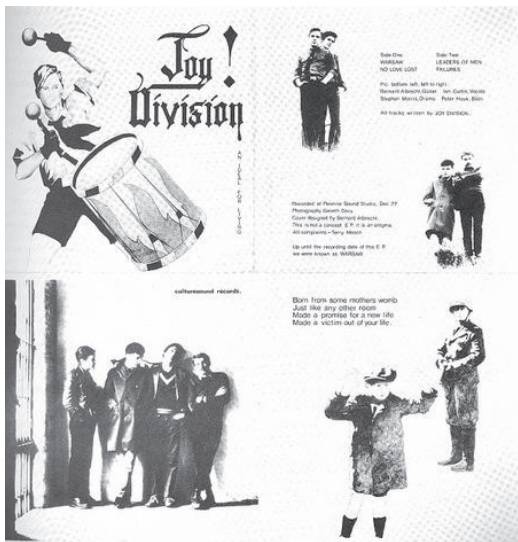 Joy !
Division
AN IDEAL FOR LIVING
Side One Side Two
WARSAW LEADERS OF MEN
NO LOVE LOST FAILURES
Pic. bottom left, left to right.
Bernard Albrecht, Guitar Ian Curtis, Vocals
Stephen Morris, Drums Peter Hook, Bass
All tracks written by JOY DIVISION.
Recorded at Pennine Sound Studio, Dec 77
Photography Gareth Davy.
Cover designed by Bernard Albrecht.
This is not a concept E.P. it is an enigma.
All complaints - Terry Mason
Up until the recording date of this E.P.
we were known as WARSAW
records.
Born from some mothers womb
Just like any other room
Made a promise for a new life
Made a victim out of your life.